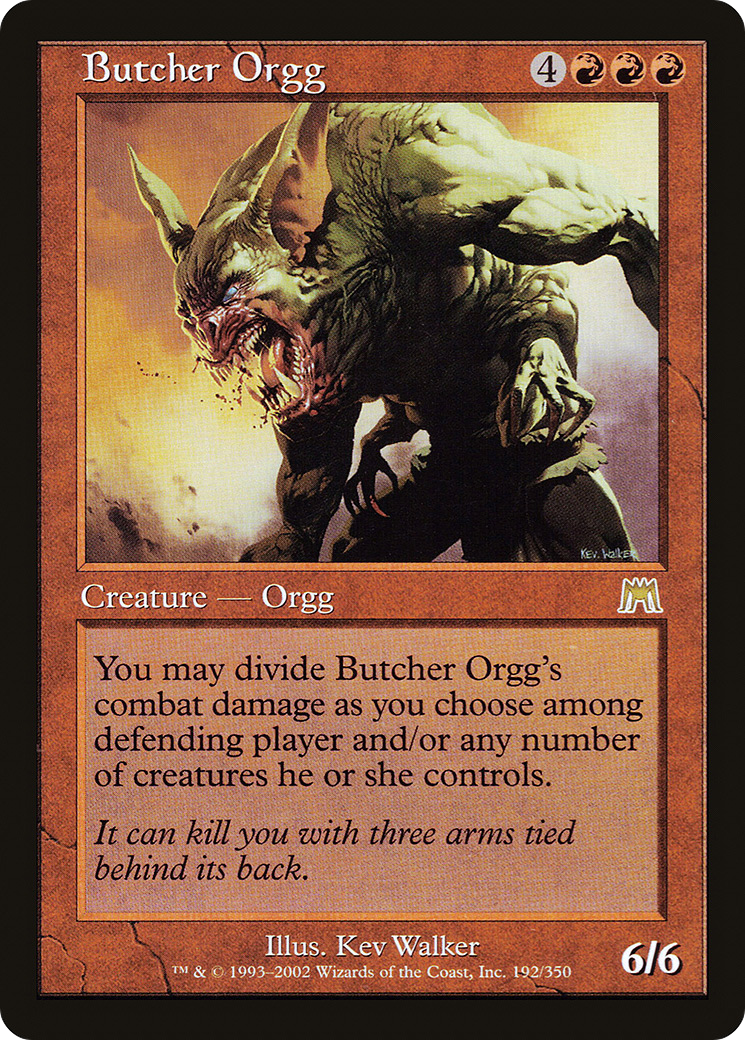 Butcher Orgg
4
KEV. WALKER
Creature — Orgg
You may divide Butcher Orgg's
combat damage as you choose among
defending player and/or any number
of creatures he or she controls.
It can kill you with three arms tied
behind its back.
Illus. Kev Walker
™ & © 1993–2002 Wizards of the Coast, Inc. 192/350
6/6